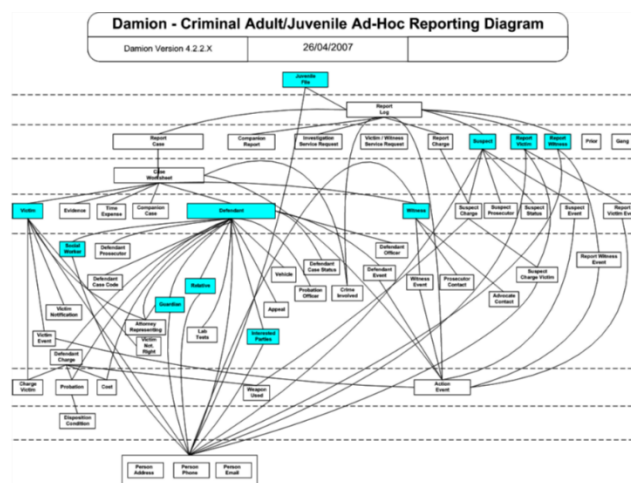 Damion - Criminal Adult/Juvenile Ad-Hoc Reporting Diagram
Damion Version 4.2.2.X
26/04/2007
Juvenile
File
Report
Log
Report
Case
Companion
Report
Investigation
Service Request
Victim / Witness
Service Request
Report
Charge
Suspect
Report
Victim
Report
Witness
Prior
Gang
Case
Worksheet
Victim
Evidence
Time
Expense
Companion
Case
Defendant
Witness
Suspect
Charge
Suspect
Prosecutor
Suspect
Status
Suspect
Event
Report
Victim Event
Social
Worker
Defendant
Prosecutor
Defendant
Officer
Defendant
Case Code
Relative
Vehicle
Defendant
Case Status
Defendant
Event
Witness
Event
Prosecutor
Contact
Suspect
Charge Victim
Report Witness
Event
Guardian
Probation
Officer
Crime
Involved
Advocate
Contact
Victim
Notification
Appeal
Attorney
Representing
Victim
Event
Victim
Not.
Right
Lab
Tests
Interested
Parties
Defendant
Charge
Charge
Victim
Probation
Cost
Weapon
Used
Action
Event
Disposition
Condition
Person
Address
Person
Phone
Person
Email